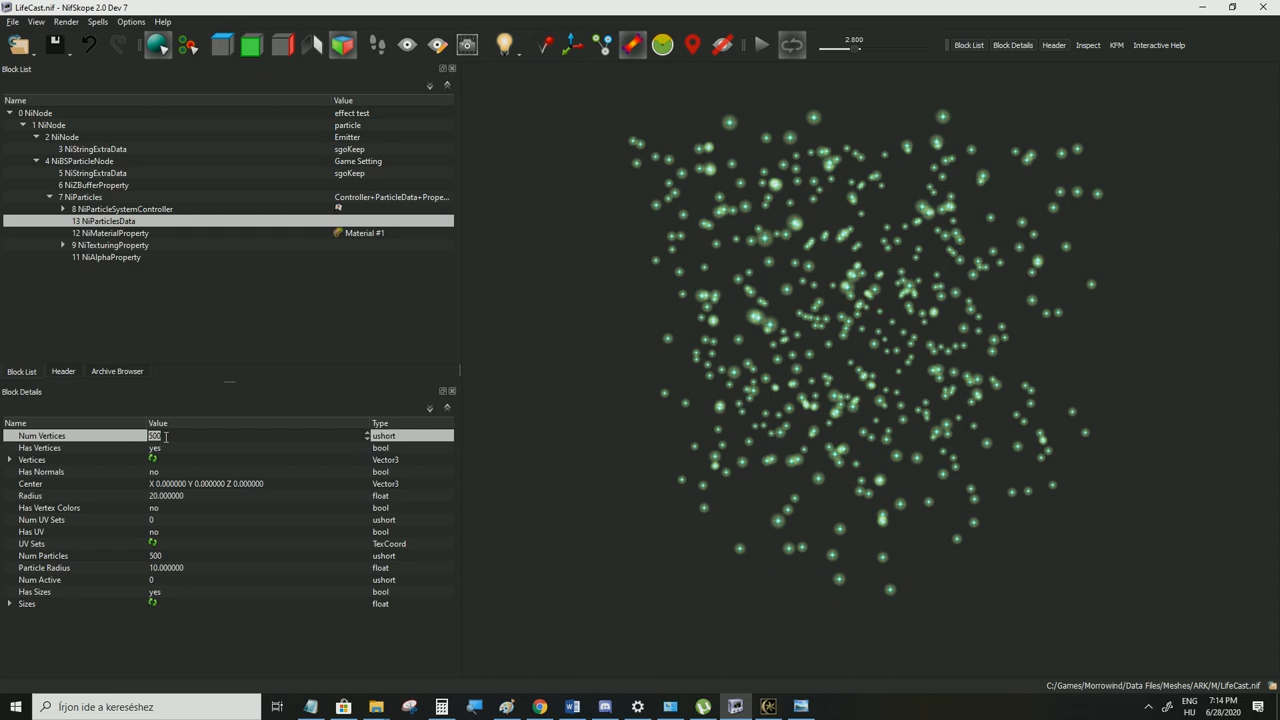 LifeCast.nif - NifSkope 2.0 Dev 7
File View Render Spells Options Help
2.800
Block List Block Details Header Inspect KFM Interactive Help
Block List
Name Value
0 NiNode effect test
1 NiNode particle
2 NiNode Emitter
3 NiStringExtraData sgoKeep
4 NiBSParticleNode Game Setting
5 NiStringExtraData sgoKeep
6 NiZBufferProperty
7 NiParticles Controller+ParticleData+Prope...
8 NiParticleSystemController
13 NiParticlesData
12 NiMaterialProperty Material #1
9 NiTexturingProperty
11 NiAlphaProperty
Block List Header Archive Browser
Block Details
Name Value Type
Num Vertices 500 ushort
Has Vertices yes bool
Vertices Vector3
Has Normals no bool
Center X 0.000000 Y 0.000000 Z 0.000000 Vector3
Radius 20.000000 float
Has Vertex Colors no bool
Num UV Sets 0 ushort
Has UV no bool
UV Sets TexCoord
Num Particles 500 ushort
Particle Radius 10.000000 float
Num Active 0 ushort
Has Sizes yes bool
Sizes float
C:/Games/Morrowind/Data Files/Meshes/ARK/M/LifeCast.nif
Írjon ide a kereséshez
ENG 7:14 PM
HU 6/28/2020